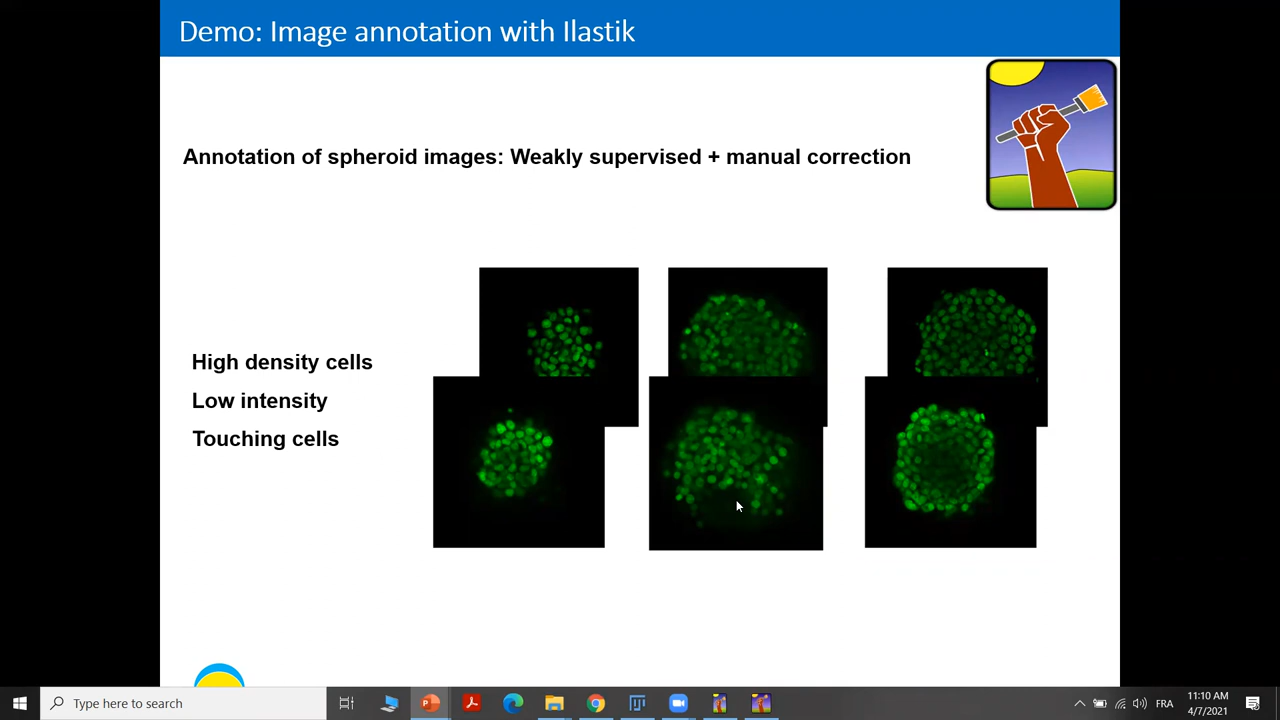 Demo: Image annotation with Ilastik
Annotation of spheroid images: Weakly supervised + manual correction
High density cells
Low intensity
Touching cells
Type here to search
FRA
11:10 AM
4/7/2021